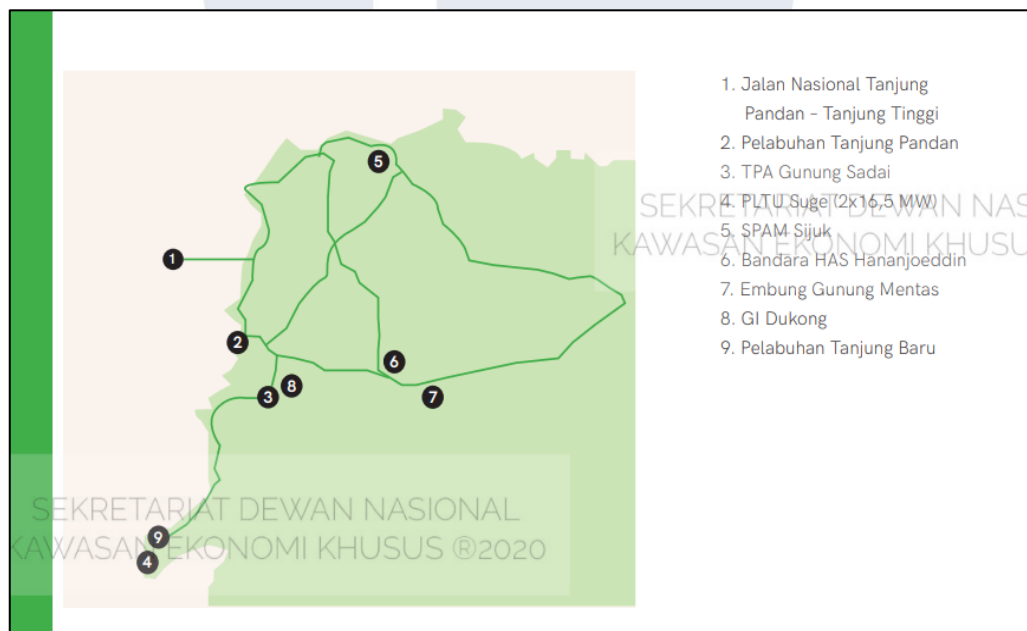 1. Jalan Nasional Tanjung
Pandan – Tanjung Tinggi
2. Pelabuhan Tanjung Pandan
3. TPA Gunung Sadai
4. PLTU Suge (2x16,5 MW)
5. SPAM Sijuk
6. Bandara HAS Hananjoeddin
7. Embung Gunung Mentas
8. GI Dukong
9. Pelabuhan Tanjung Baru
SEKRETARIAT DEWAN NAS
KAWASAN EKONOMI KHUSU
5
1
2
6
8
3
7
SEKRETARIAT DEWAN NASIONAL
KAWASAN EKONOMI KHUSUS ®2020
9
4